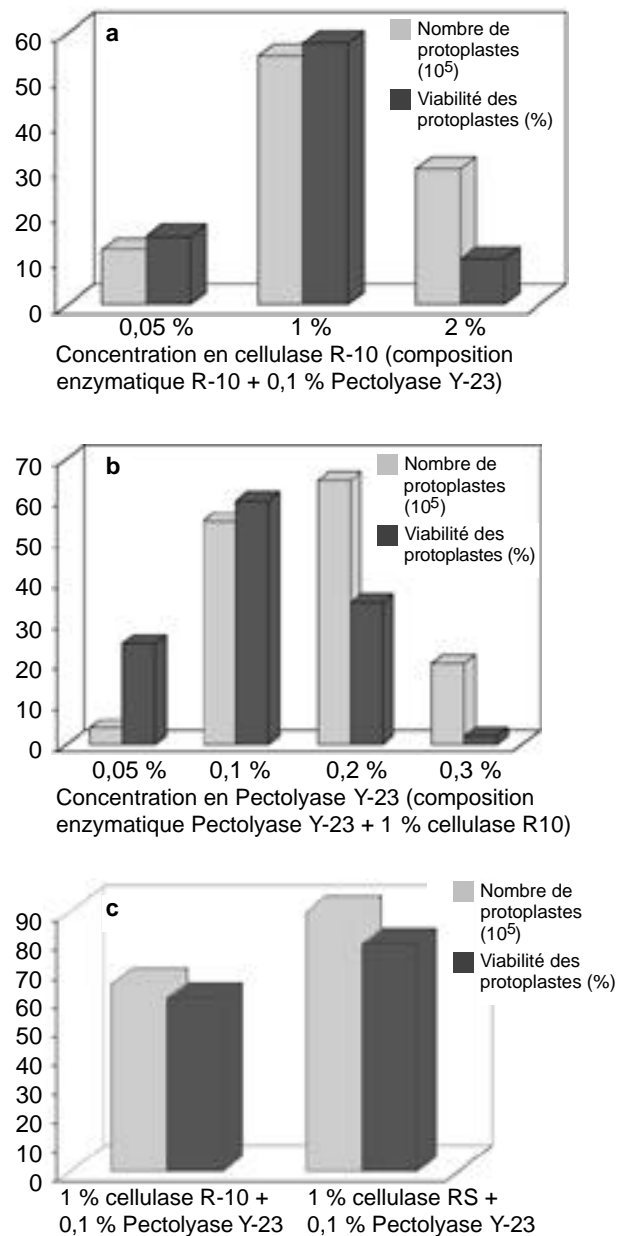 a
60
50
40
30
20
10
0
Nombre de
protoplastes
(10⁵)
Viabilité des
protoplastes (%)
0,05 % 1 % 2 %
Concentration en cellulase R-10 (composition
enzymatique R-10 + 0,1 % Pectolyase Y-23)
b
70
60
50
40
30
20
10
0
Nombre de
protoplastes
(10⁵)
Viabilité des
protoplastes (%)
0,05 % 0,1 % 0,2 % 0,3 %
Concentration en Pectolyase Y-23 (composition
enzymatique Pectolyase Y-23 + 1 % cellulase R10)
c
90
80
70
60
50
40
30
20
10
0
Nombre de
protoplastes
(10⁵)
Viabilité des
protoplastes (%)
1 % cellulase R-10 +
0,1 % Pectolyase Y-23
1 % cellulase RS +
0,1 % Pectolyase Y-23